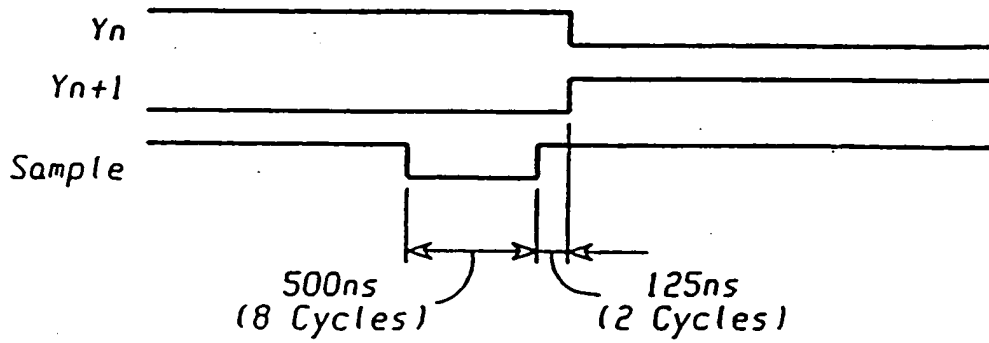 Yn
Yn+1
Sample
500ns
(8 Cycles)
125ns
(2 Cycles)